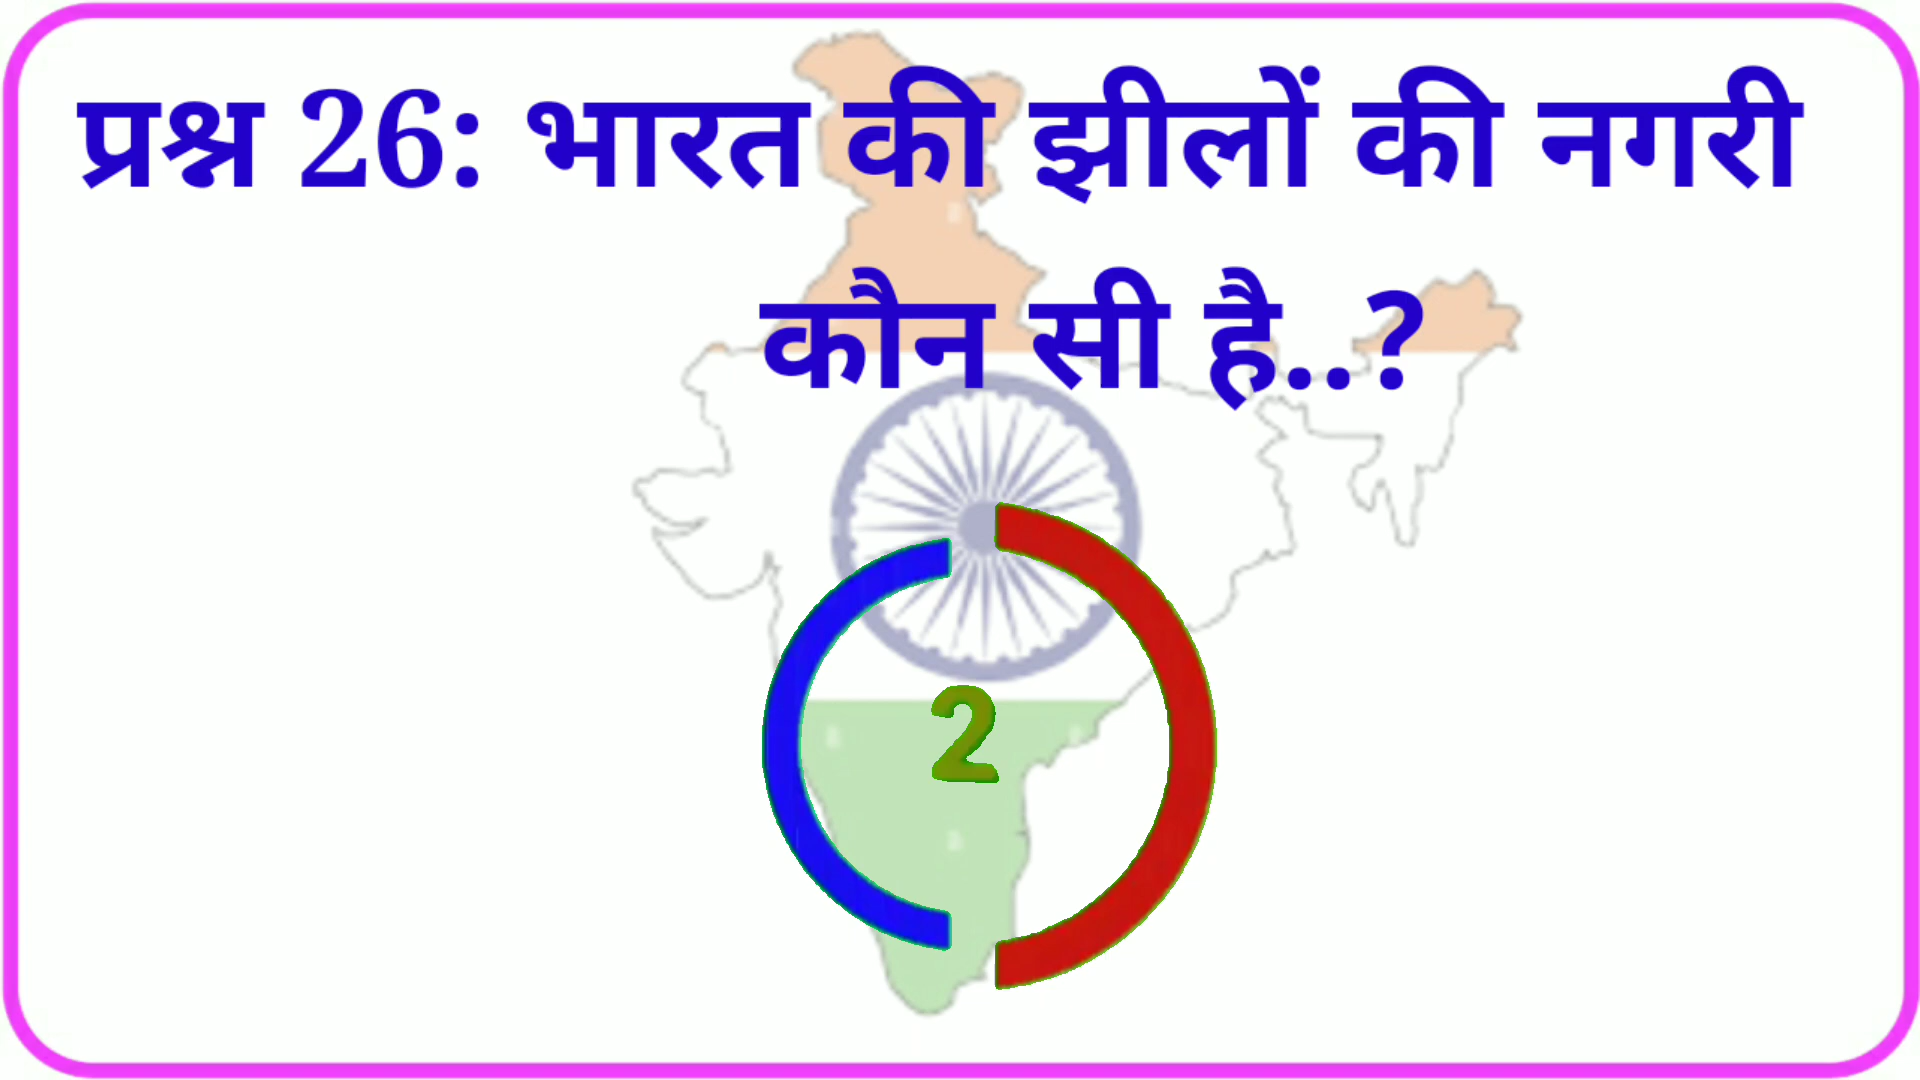 प्रश्न 26: भारत की झीलों की नगरी
कौन सी है..?
2